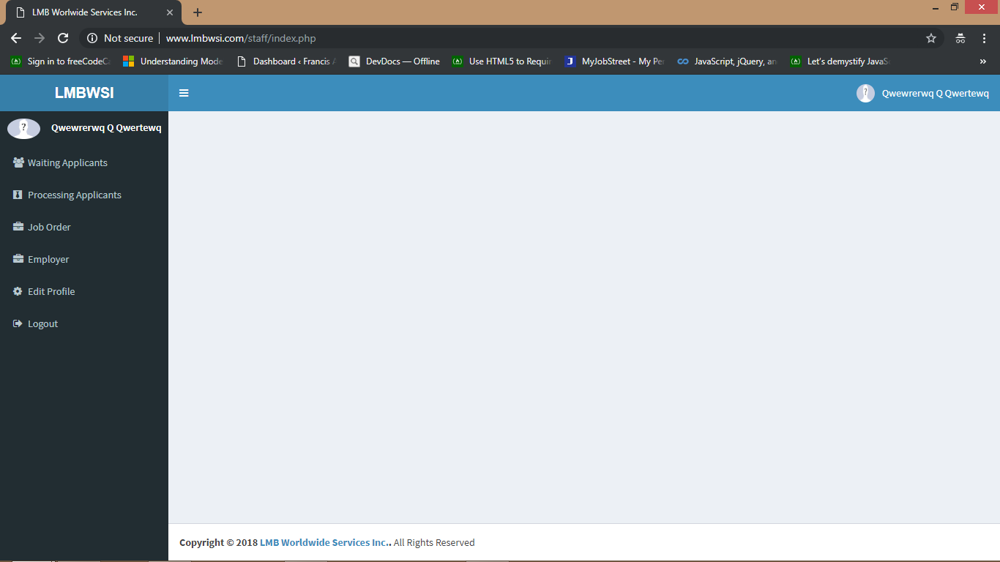 LMB Worlwide Services Inc.
Not secure www.lmbwsi.com/staff/index.php
Sign in to freeCodeCa Understanding Mode Dashboard ‹ Francis DevDocs — Offline Use HTML5 to Requir MyJobStreet - My Per JavaScript, jQuery, an Let's demystify JavaS »
LMBWSI
? Qwewrerwq Q Qwertewq
? Qwewrerwq Q Qwertewq
Waiting Applicants
Processing Applicants
Job Order
Employer
Edit Profile
Logout
Copyright © 2018 LMB Worldwide Services Inc.. All Rights Reserved